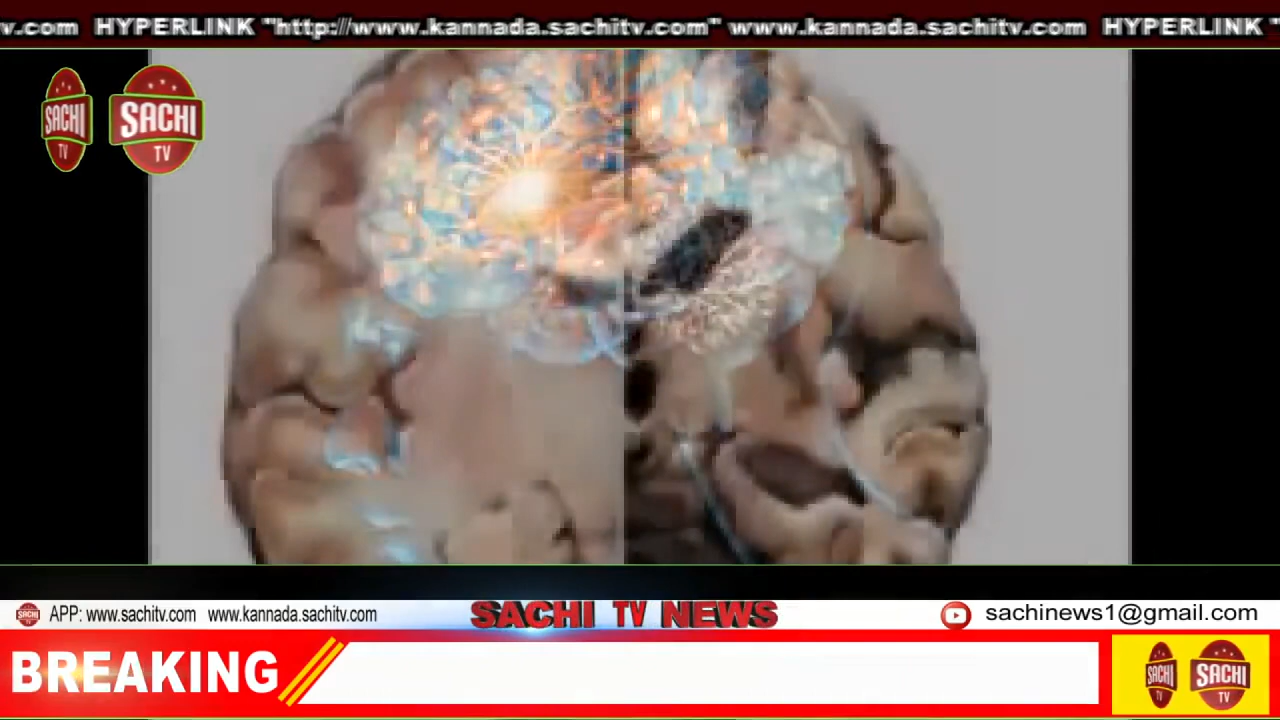 v.com HYPERLINK "http://www.kannada.sachitv.com" www.kannada.sachitv.com HYPERLINK "
SACHI
TV
SACHI
TV
SACHI APP: www.sachitv.com www.kannada.sachitv.com
SACHI TV NEWS
sachinews1@gmail.com
BREAKING
SACHI
TV
SACHI
TV